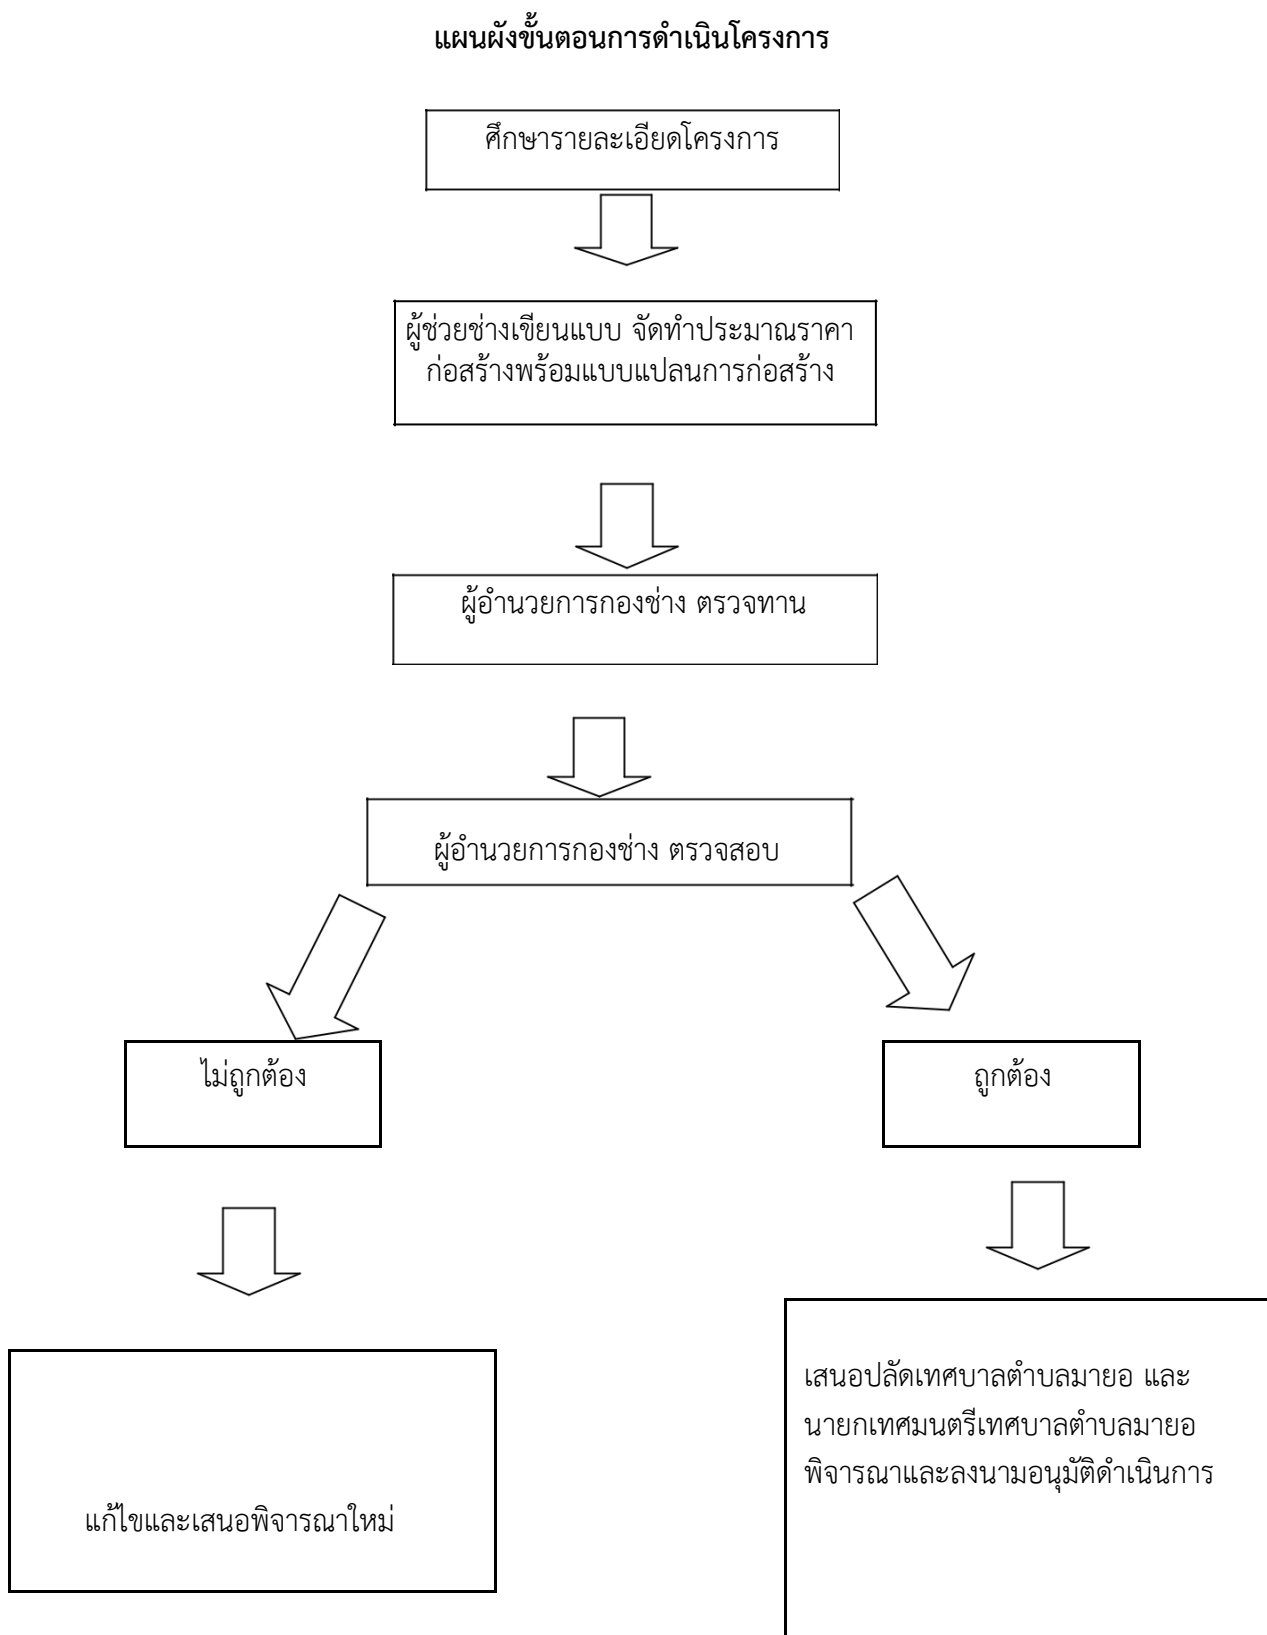 แผนผังขั้นตอนการดำเนินโครงการ
ศึกษารายละเอียดโครงการ
ผู้ช่วยช่างเขียนแบบ จัดทำประมาณราคา
ก่อสร้างพร้อมแบบแปลนการก่อสร้าง
ผู้อำนวยการกองช่าง ตรวจทาน
ผู้อำนวยการกองช่าง ตรวจสอบ
ไม่ถูกต้อง
ถูกต้อง
เสนอปลัดเทศบาลตำบลมายอ และ
นายกเทศมนตรีเทศบาลตำบลมายอ
พิจารณาและลงนามอนุมัติดำเนินการ
แก้ไขและเสนอพิจารณาใหม่